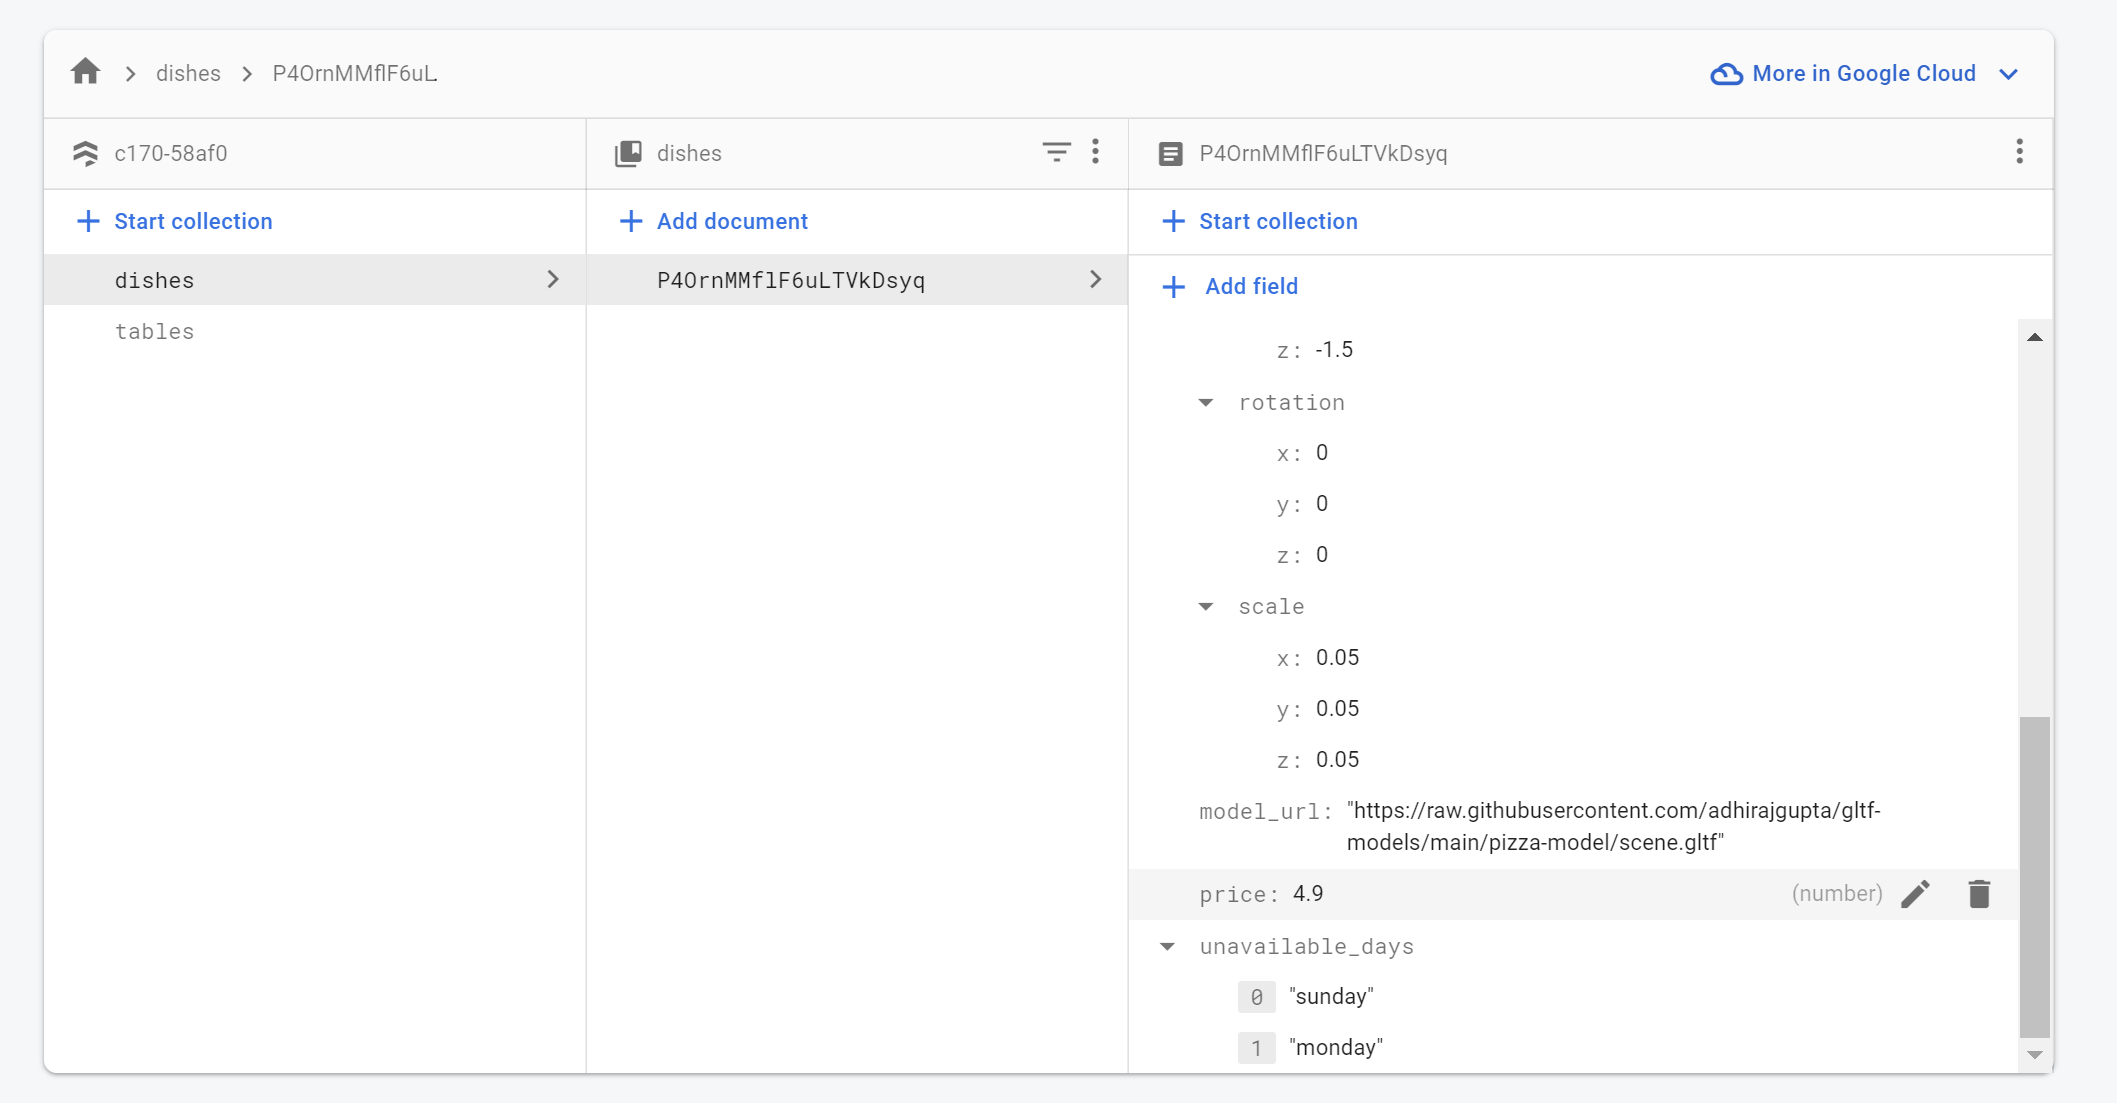 dishes P4OrnMMflF6uL.
More in Google Cloud
c170-58af0
dishes
P4OrnMMflF6uLTVkDsyq
Start collection
Add document
Start collection
dishes
P4OrnMMflF6uLTVkDsyq
Add field
tables
z: -1.5
rotation
x: 0
y: 0
z: 0
scale
x: 0.05
y: 0.05
z: 0.05
model_url: "https://raw.githubusercontent.com/adhirajgupta/gltf-
models/main/pizza-model/scene.gltf"
price: 4.9 (number)
unavailable_days
0 "sunday"
1 "monday"